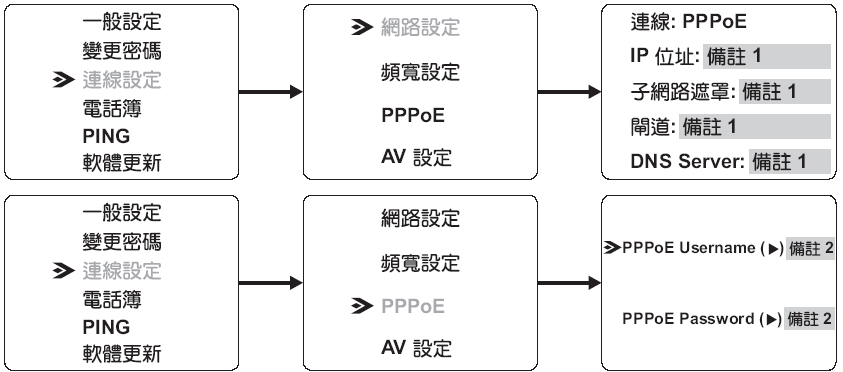 一般設定
變更密碼
連線設定
電話簿
PING
軟體更新
網路設定
頻寬設定
PPPoE
AV 設定
連線: PPPoE
IP 位址: 備註 1
子網路遮罩: 備註 1
閘道: 備註 1
DNS Server: 備註 1
一般設定
變更密碼
連線設定
電話簿
PING
軟體更新
網路設定
頻寬設定
PPPoE
AV 設定
PPPoE Username (▶) 備註 2
PPPoE Password (▶) 備註 2